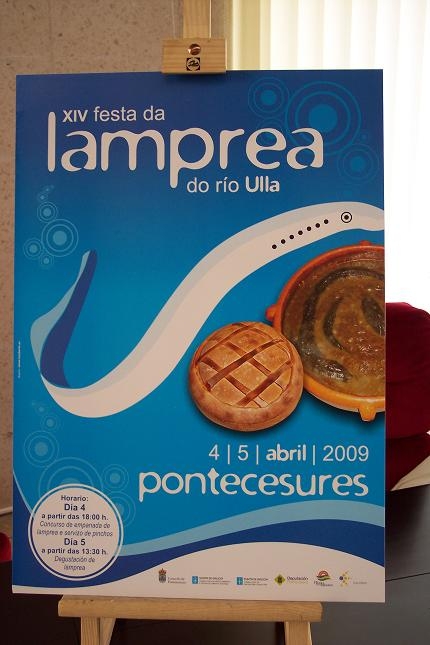 XIV festa da
lamprea
do río Ulla
4 | 5 | abril | 2009
pontecesures
Horario:
Día 4
a partir das 18:00 h.
Concurso de empanada de
lamprea e servizo de pinchos
Día 5
a partir das 13:30 h.
Degustación de
lamprea